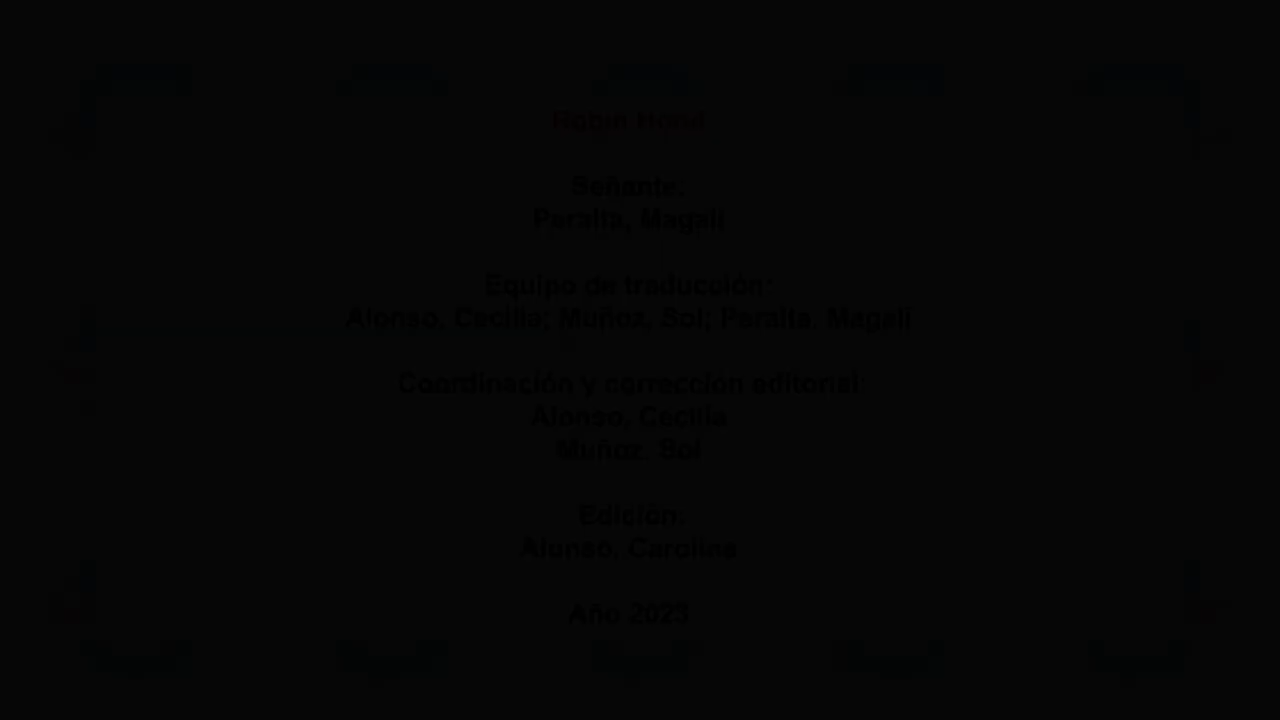 Robin Hood
Señante:
Peralta, Magali
Equipo de traducción:
Alonso, Cecilia; Muñoz, Sol; Peralta, Magali
Coordinación y corrección editorial:
Alonso, Cecilia
Muñoz, Sol
Edición:
Alonso, Carolina
Año 2023